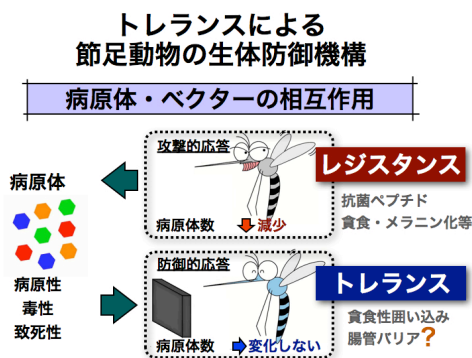 トレランスによる
節足動物の生体防御機構
病原体・ベクターの相互作用
攻撃的応答
レジスタンス
病原体
抗菌ペプチド
貪食・メラニン化等
病原体数 減少
防御的応答
トレランス
病原性
毒性
致死性
貪食性囲い込み
腸管バリア?
病原体数 変化しない